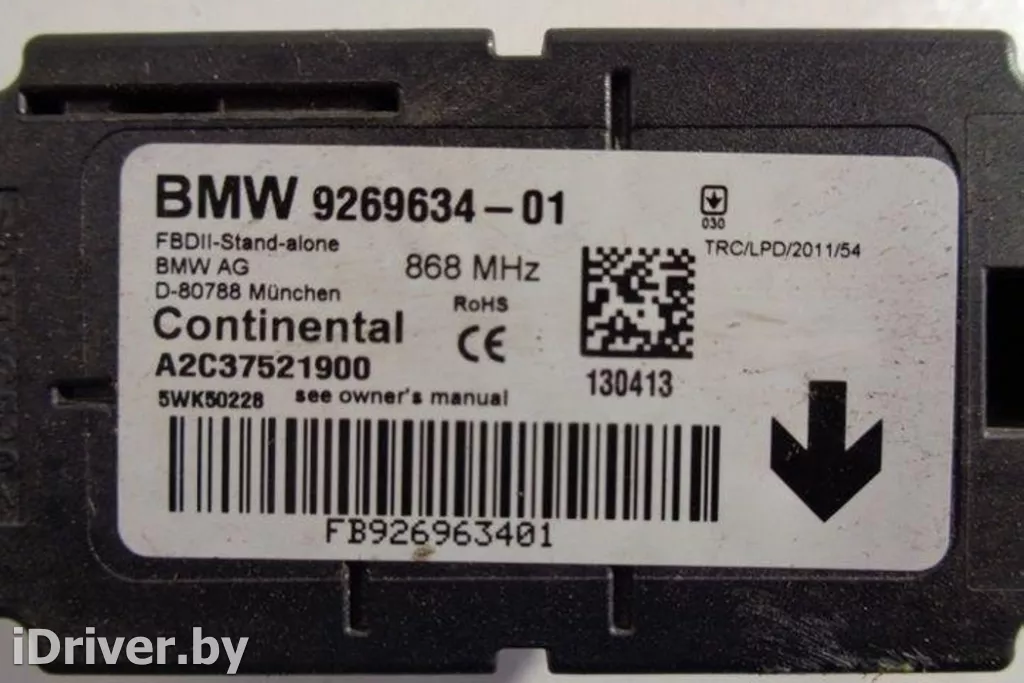 BMW 9269634-01
030
FBDII-Stand-alone
TRC/LPD/2011/54
BMW AG
868 MHz
D-80788 München
RoHS
Continental
CE
A2C37521900
130413
5WK50228 see owner's manual
FB926963401
iDriver.by